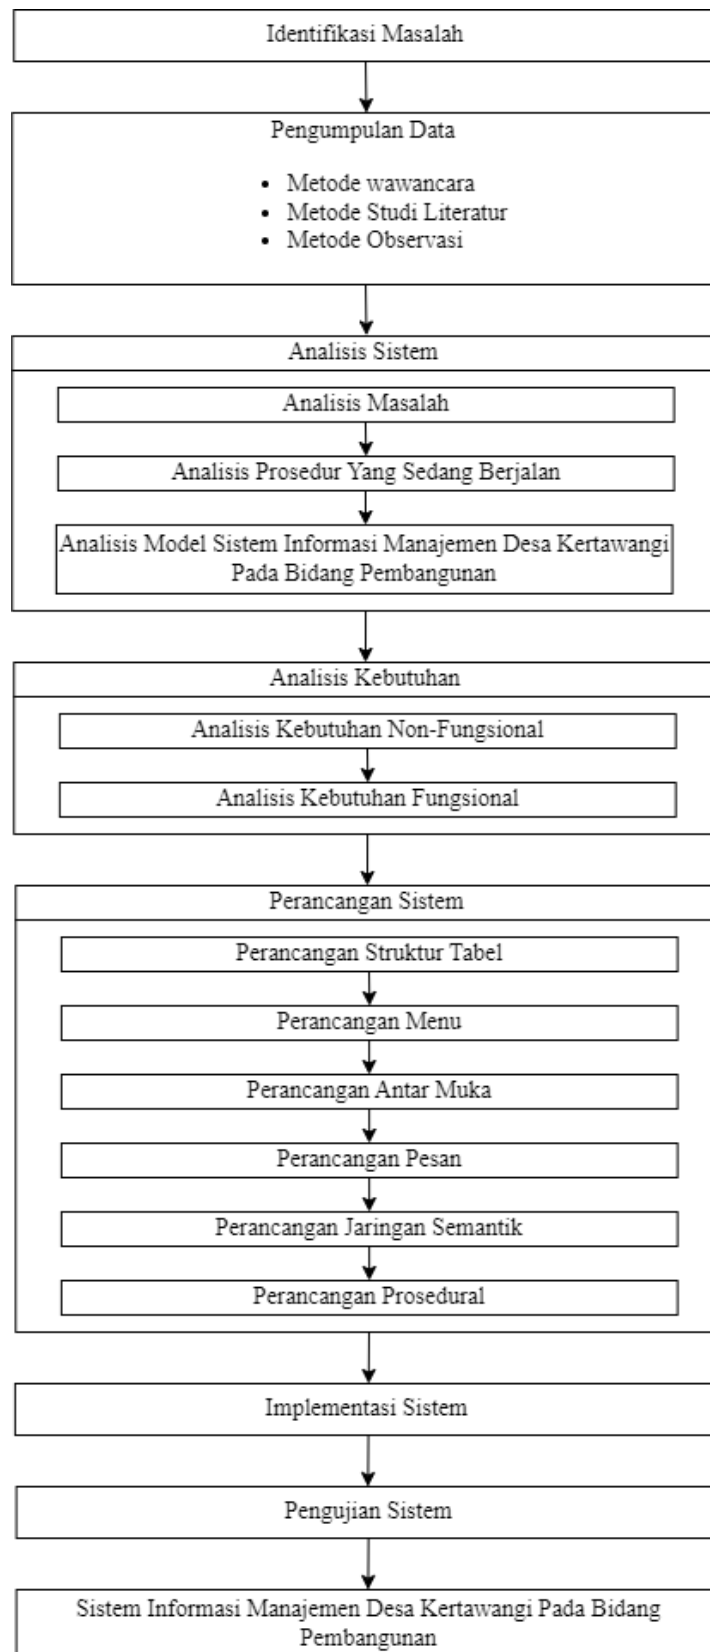 Identifikasi Masalah
Pengumpulan Data
• Metode wawancara
• Metode Studi Literatur
• Metode Observasi
Analisis Sistem
Analisis Masalah
Analisis Prosedur Yang Sedang Berjalan
Analisis Model Sistem Informasi Manajemen Desa Kertawangi
Pada Bidang Pembangunan
Analisis Kebutuhan
Analisis Kebutuhan Non-Fungsional
Analisis Kebutuhan Fungsional
Perancangan Sistem
Perancangan Struktur Tabel
Perancangan Menu
Perancangan Antar Muka
Perancangan Pesan
Perancangan Jaringan Semantik
Perancangan Prosedural
Implementasi Sistem
Pengujian Sistem
Sistem Informasi Manajemen Desa Kertawangi Pada Bidang
Pembangunan